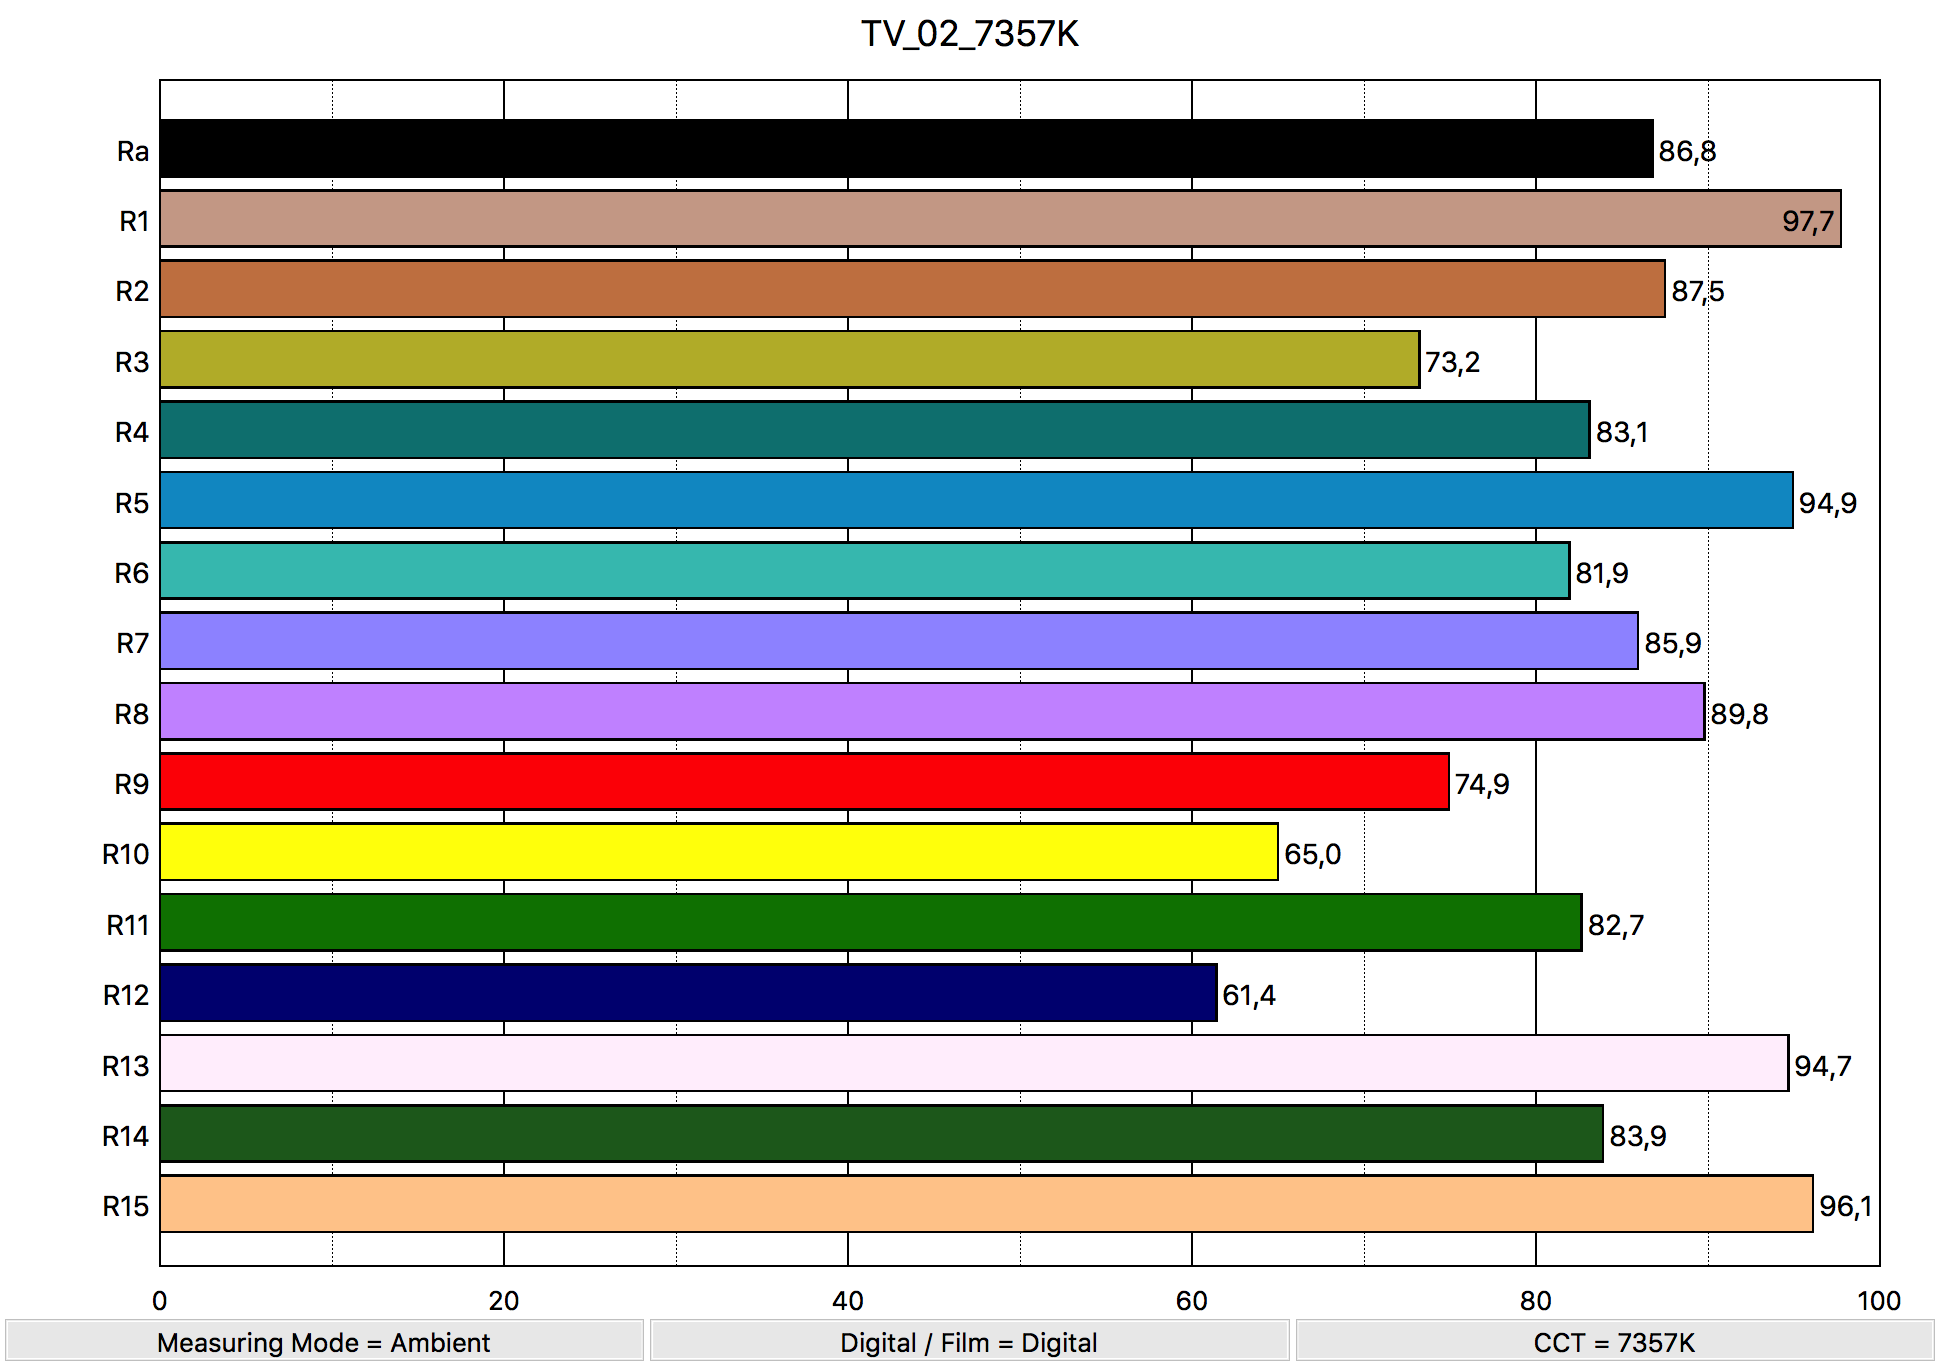 TV_02_7357K
Ra 86,8
R1 97,7
R2 87,5
R3 73,2
R4 83,1
R5 94,9
R6 81,9
R7 85,9
R8 89,8
R9 74,9
R10 65,0
R11 82,7
R12 61,4
R13 94,7
R14 83,9
R15 96,1
0 20 40 60 80 100
Measuring Mode = Ambient Digital / Film = Digital CCT = 7357K